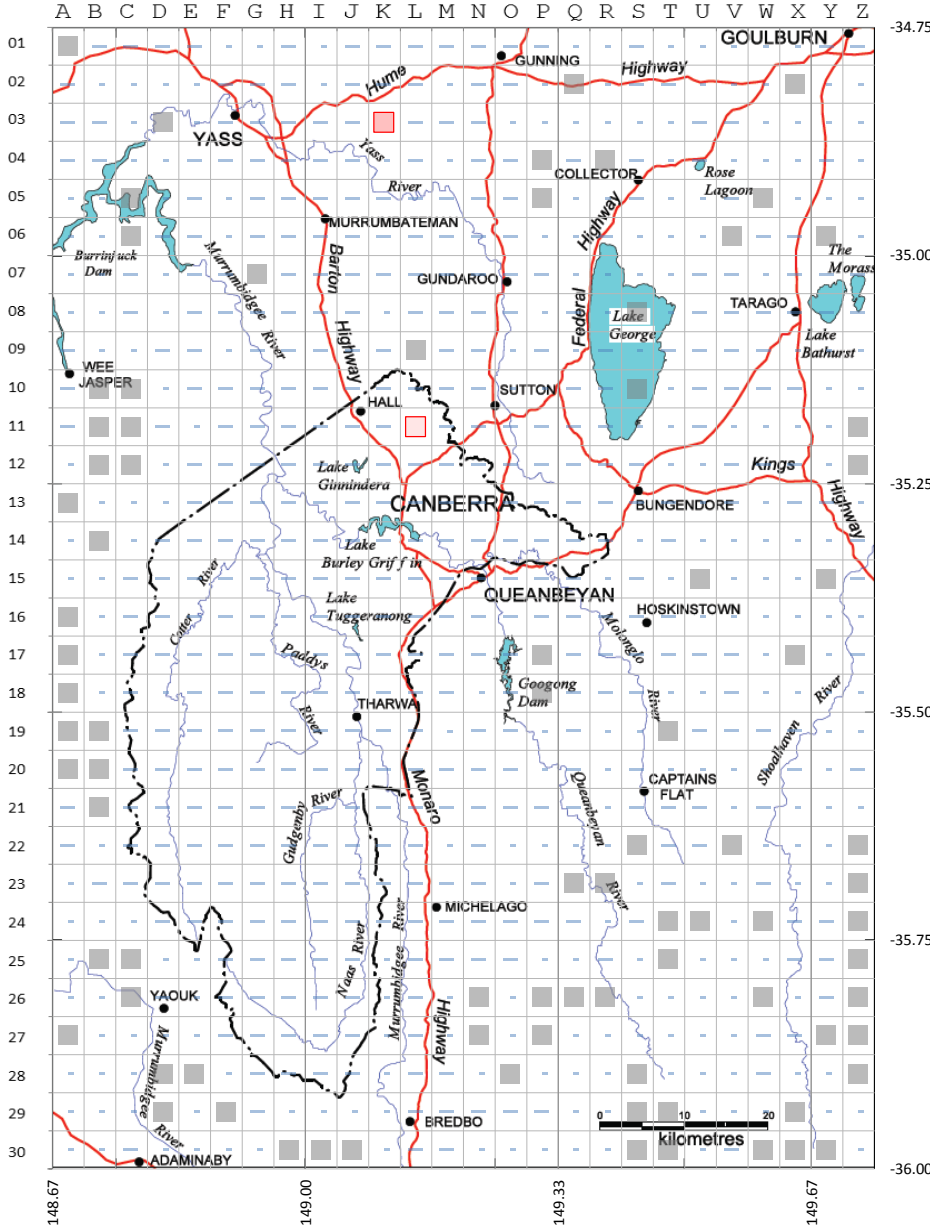 A B C D E F G H I J K L M N O P Q R S T U V W X Y Z
01
02
03
04
05
06
07
08
09
10
11
12
13
14
15
16
17
18
19
20
21
22
23
24
25
26
27
28
29
30
-34.75
-35.00
-35.25
-35.50
-35.75
-36.00
148.67
149.00
149.33
149.67
GOULBURN
GUNNING
Hume
Highway
YASS
Yass
River
COLLECTOR
Rose
Lagoon
MURRUMBATEMAN
Burrinjuck
Dam
Murrumbidgee
River
Barton
Highway
GUNDAROO
Federal
Highway
Lake
George
The
Morass
TARAGO
Lake
Bathurst
WEE
JASPER
HALL
SUTTON
Lake
Ginnindera
CANBERRA
Kings
Highway
BUNGENDORE
Lake
Burley Griffin
QUEANBEYAN
Cotter
River
Lake
Tuggeranong
HOSKINSTOWN
Molonglo
River
Paddys
River
Googong
Dam
THARWA
Shoalhaven
River
Monaro
Highway
CAPTAINS
FLAT
Gudgenby
River
Queanbeyan
River
MICHELAGO
Naas
River
Murrumbidgee
River
YAOUK
Murrumbidgee
River
BREDBO
ADAMINABY
0 10 20
kilometres